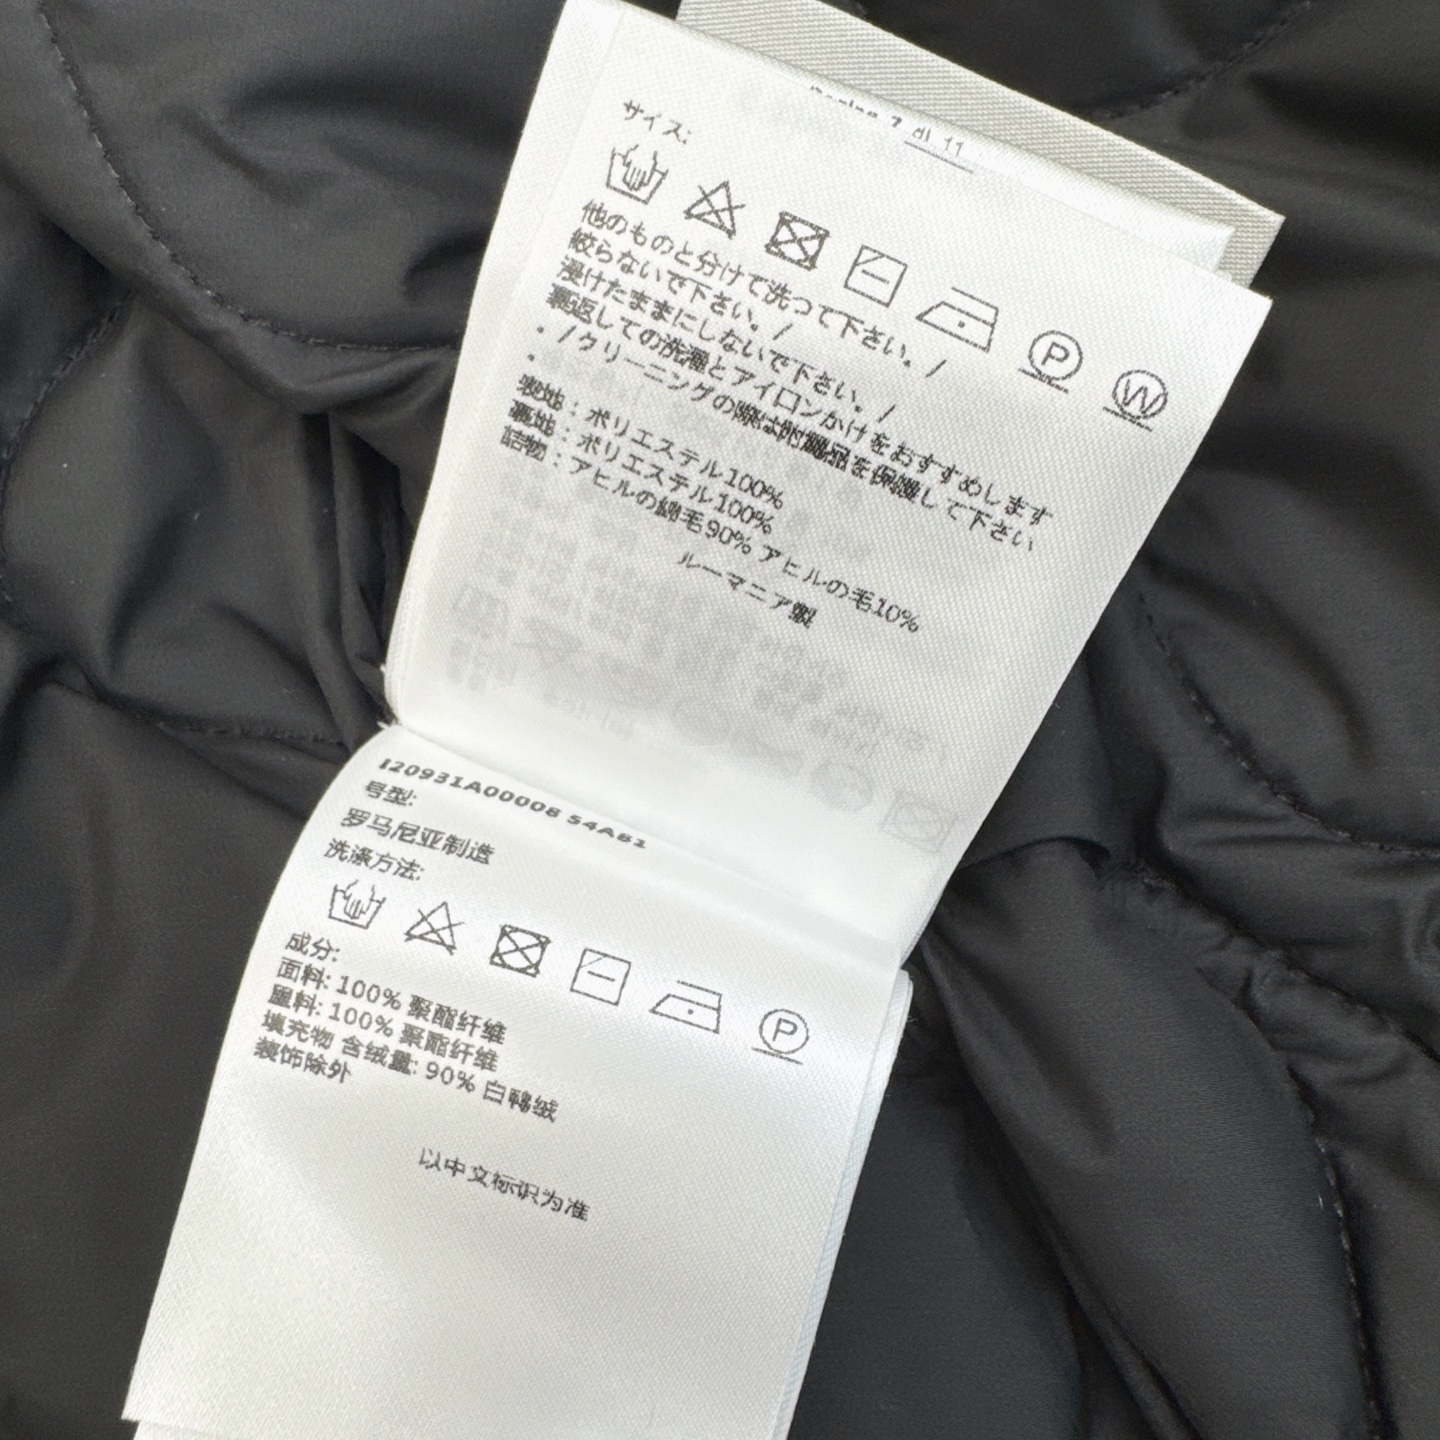 7 di 11
サイズ:
他のものと分けて洗って下さい。/
絞らないで下さい。/
浸けたままにしないで下さい。/
裏返しての洗濯とアイロンかけをおすすめします
。/クリーニングの際は附属品を保護して下さい
。
表地:ポリエステル100%
裏地:ポリエステル100%
詰物:アヒルの綿毛90% アヒルの毛10%
ルーマニア製
I20931A00008 54A81
号型:
罗马尼亚制造
洗涤方法:
成分:
面料: 100% 聚酯纤维
里料: 100% 聚酯纤维
填充物 含绒量: 90% 白鸭绒
装饰除外
以中文标识为准